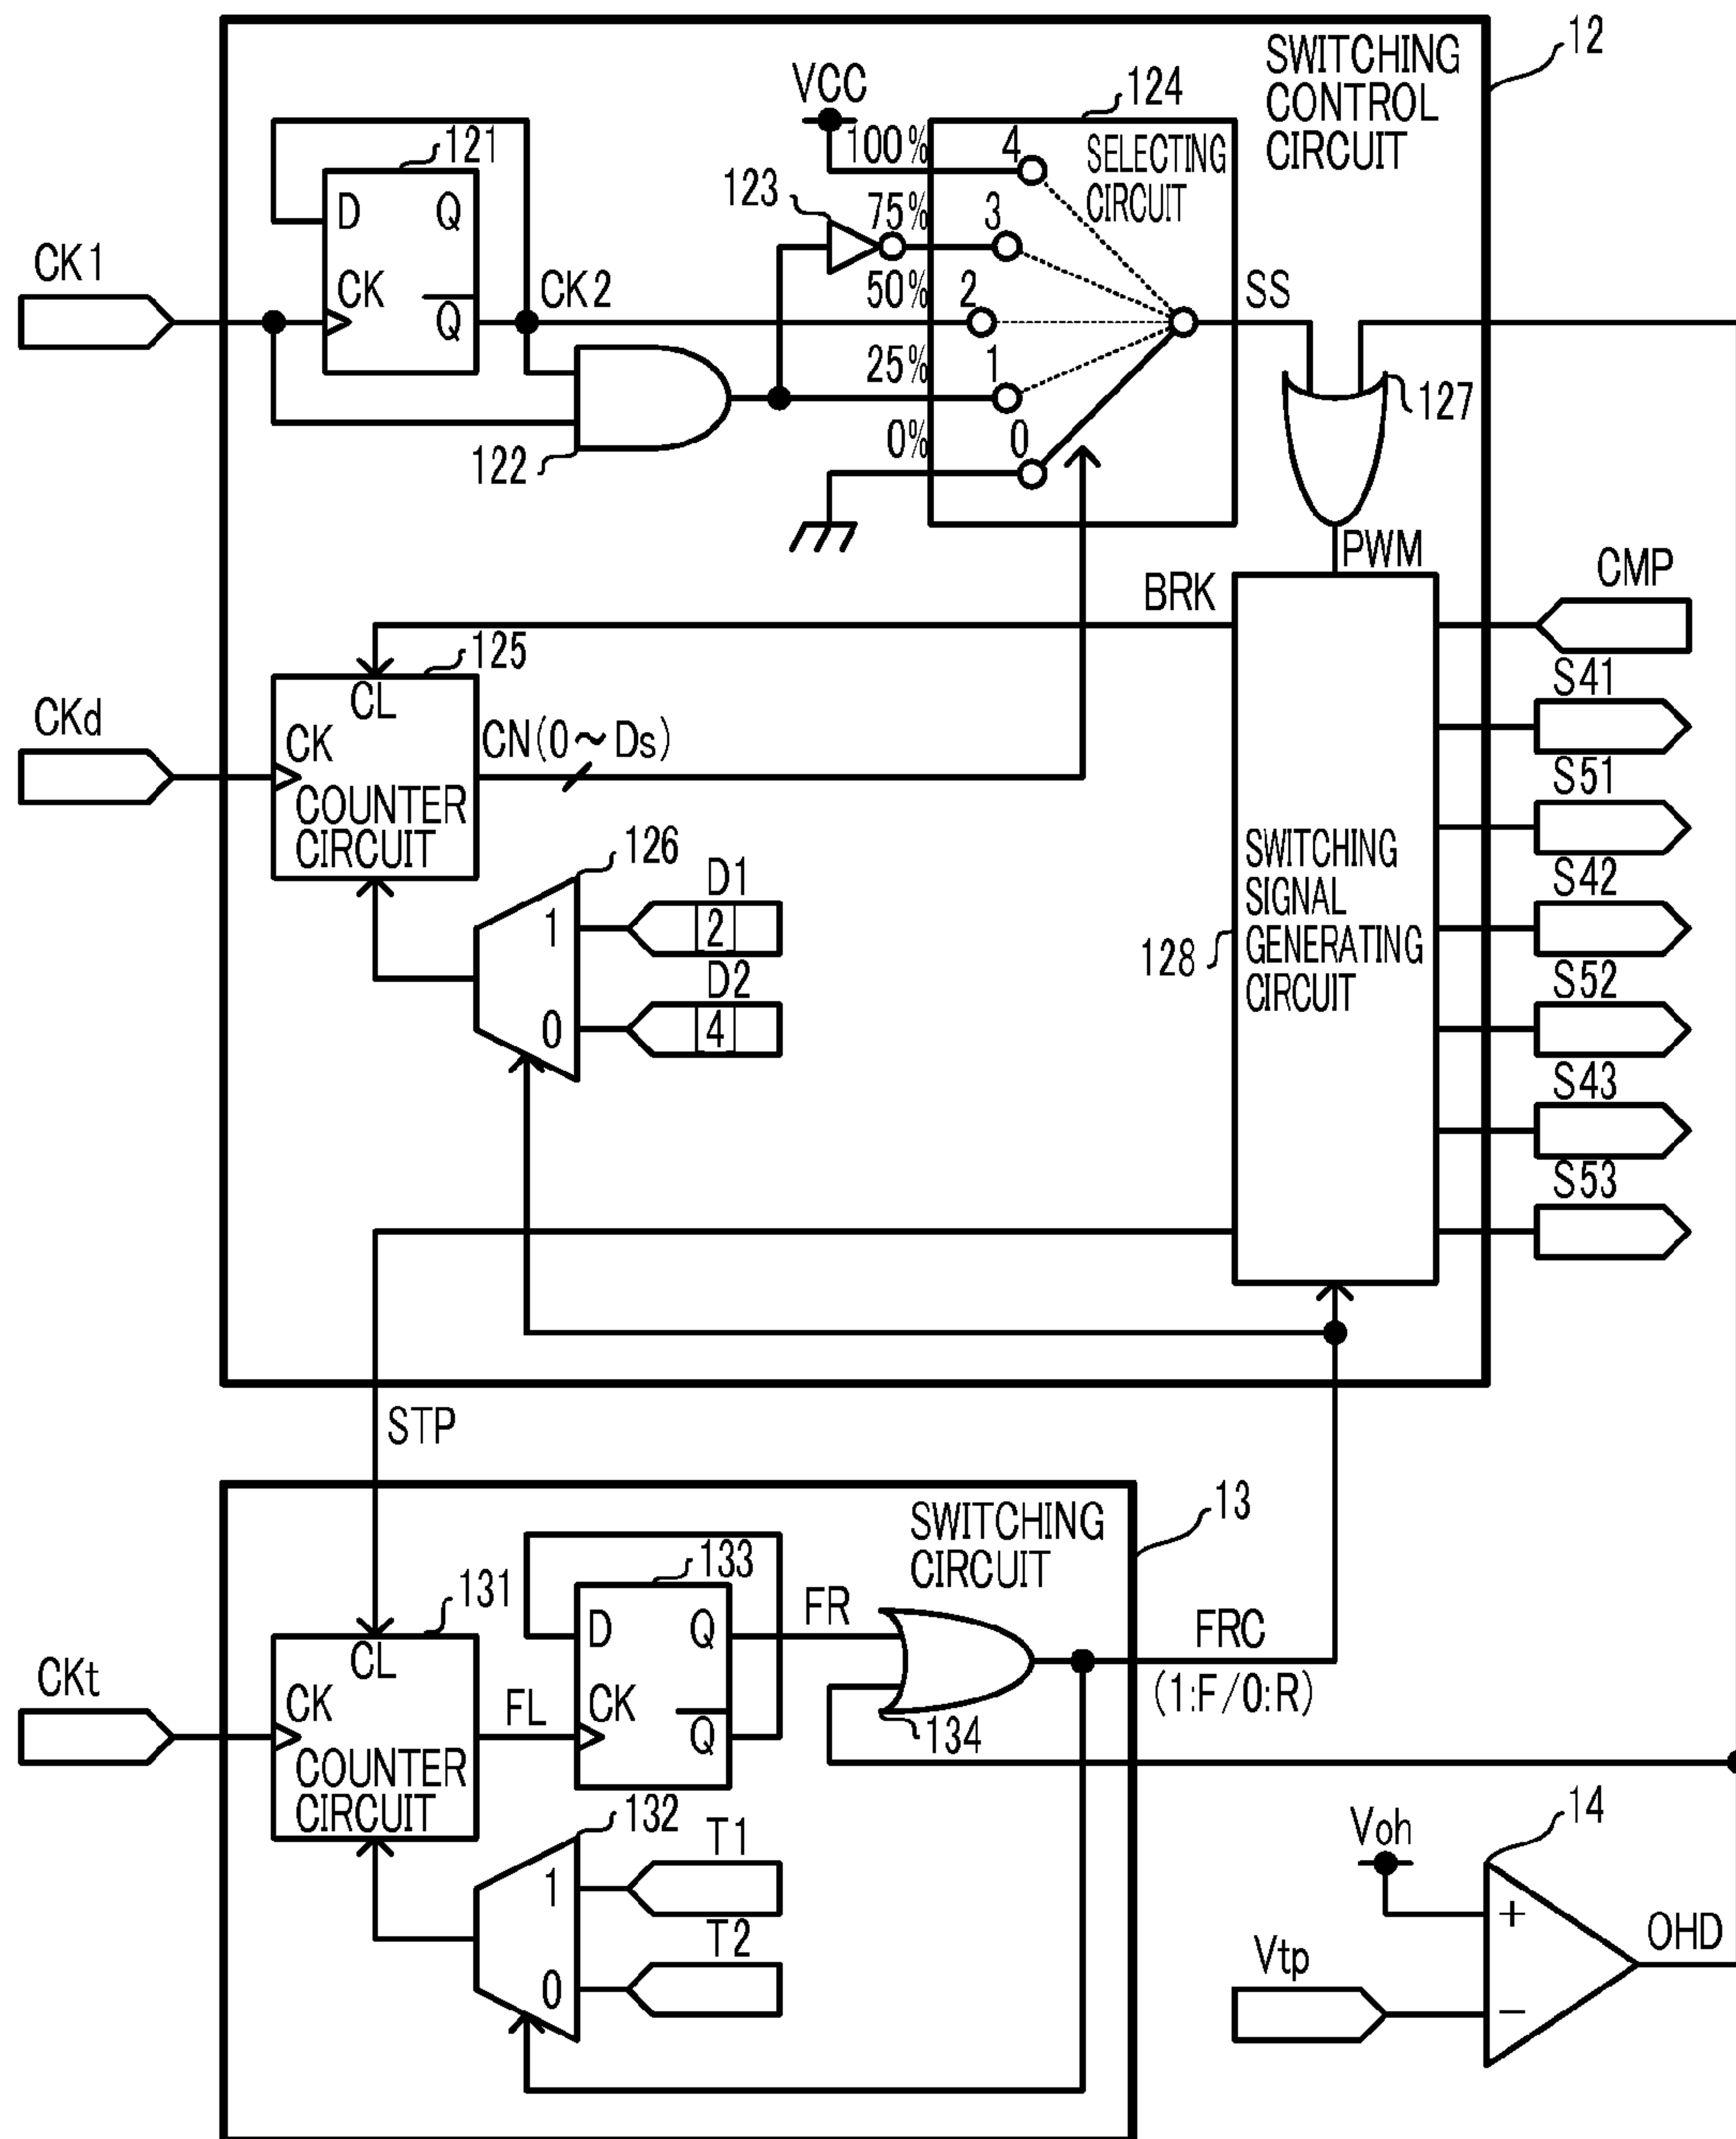 12
SWITCHING
CONTROL
CIRCUIT
VCC
124
100%
4
SELECTING
CIRCUIT
121
D
Q
123
75%
3
CK1
CK
Q
CK2
50%
2
SS
25%
1
127
122
0%
0
PWM
CMP
BRK
125
S41
CKd
CL
CK
CN(0～Ds)
COUNTER
CIRCUIT
S51
126
D1
1
2
SWITCHING
SIGNAL
GENERATING
CIRCUIT
S42
128
D2
0
4
S52
S43
S53
STP
13
SWITCHING
CIRCUIT
133
131
FR
D
Q
FRC
CKt
CL
CK
FL
CK
Q
(1:F/0:R)
134
COUNTER
CIRCUIT
132
T1
1
Voh
14
+
T2
0
OHD
Vtp
−